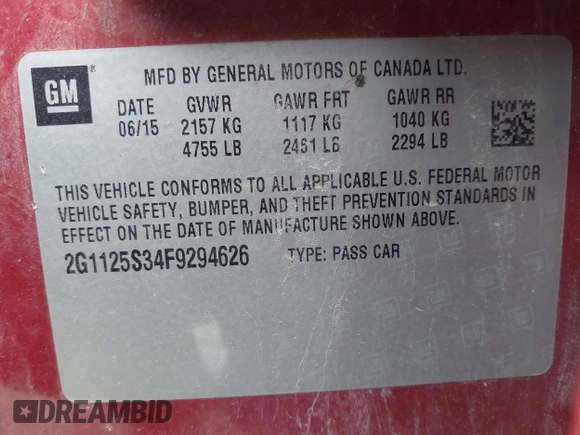 GM
MFD BY GENERAL MOTORS OF CANADA LTD.
DATE GVWR GAWR FRT GAWR RR
06/15 2157 KG 1117 KG 1040 KG
4755 LB 2461 LB 2294 LB
THIS VEHICLE CONFORMS TO ALL APPLICABLE U.S. FEDERAL MOTOR
VEHICLE SAFETY, BUMPER, AND THEFT PREVENTION STANDARDS IN
EFFECT ON THE DATE OF MANUFACTURE SHOWN ABOVE.
2G1125S34F9294626 TYPE: PASS CAR
DREAMBID